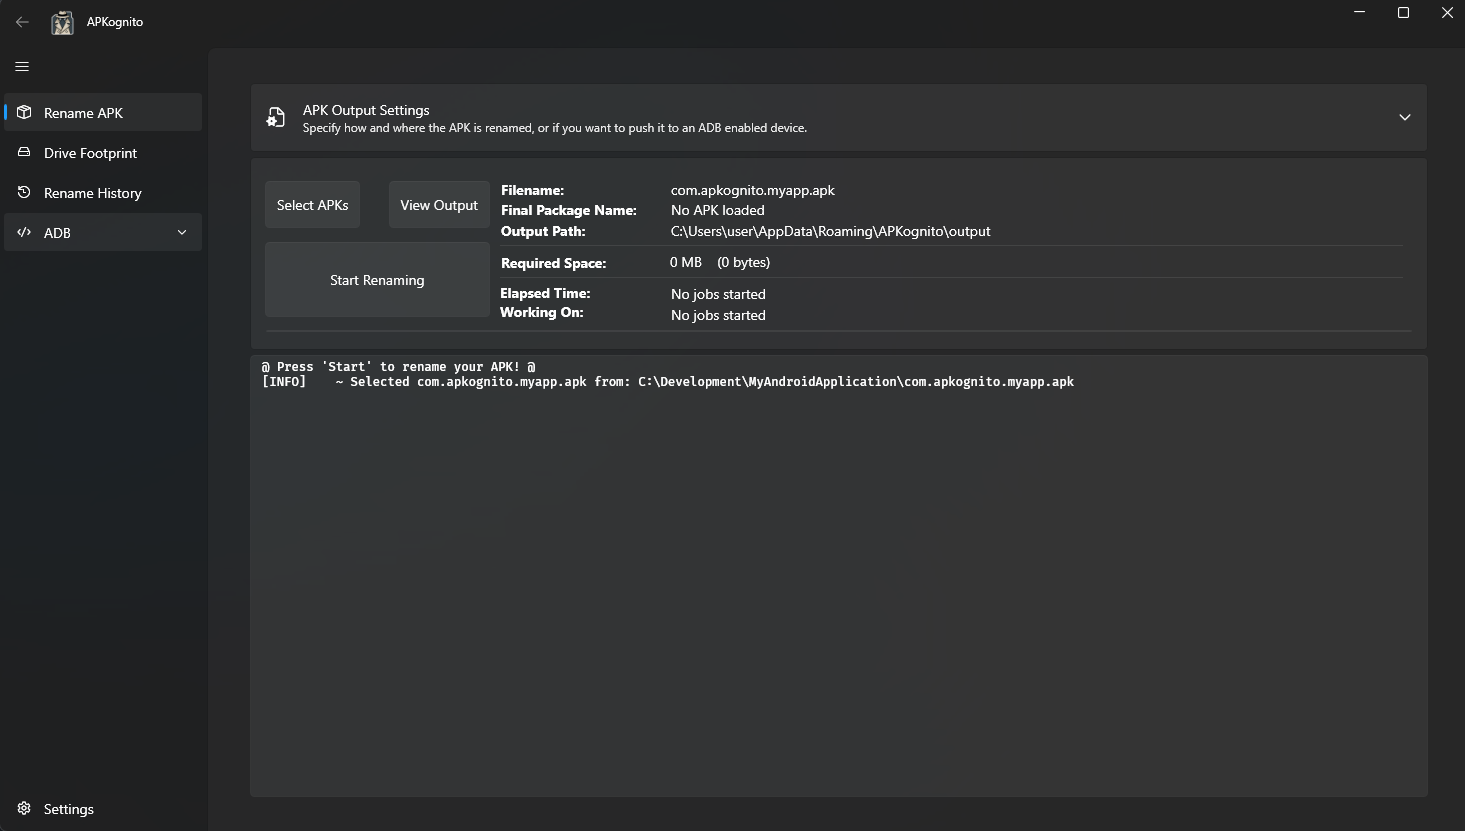 APKognito
Rename APK
Drive Footprint
Rename History
ADB
Settings
APK Output Settings
Specify how and where the APK is renamed, or if you want to push it to an ADB enabled device.
Select APKs
View Output
Start Renaming
Filename: com.apkognito.myapp.apk
Final Package Name: No APK loaded
Output Path: C:\Users\user\AppData\Roaming\APKognito\output
Required Space: 0 MB (0 bytes)
Elapsed Time: No jobs started
Working On: No jobs started
@ Press 'Start' to rename your APK! @
[INFO] ~ Selected com.apkognito.myapp.apk from: C:\Development\MyAndroidApplication\com.apkognito.myapp.apk